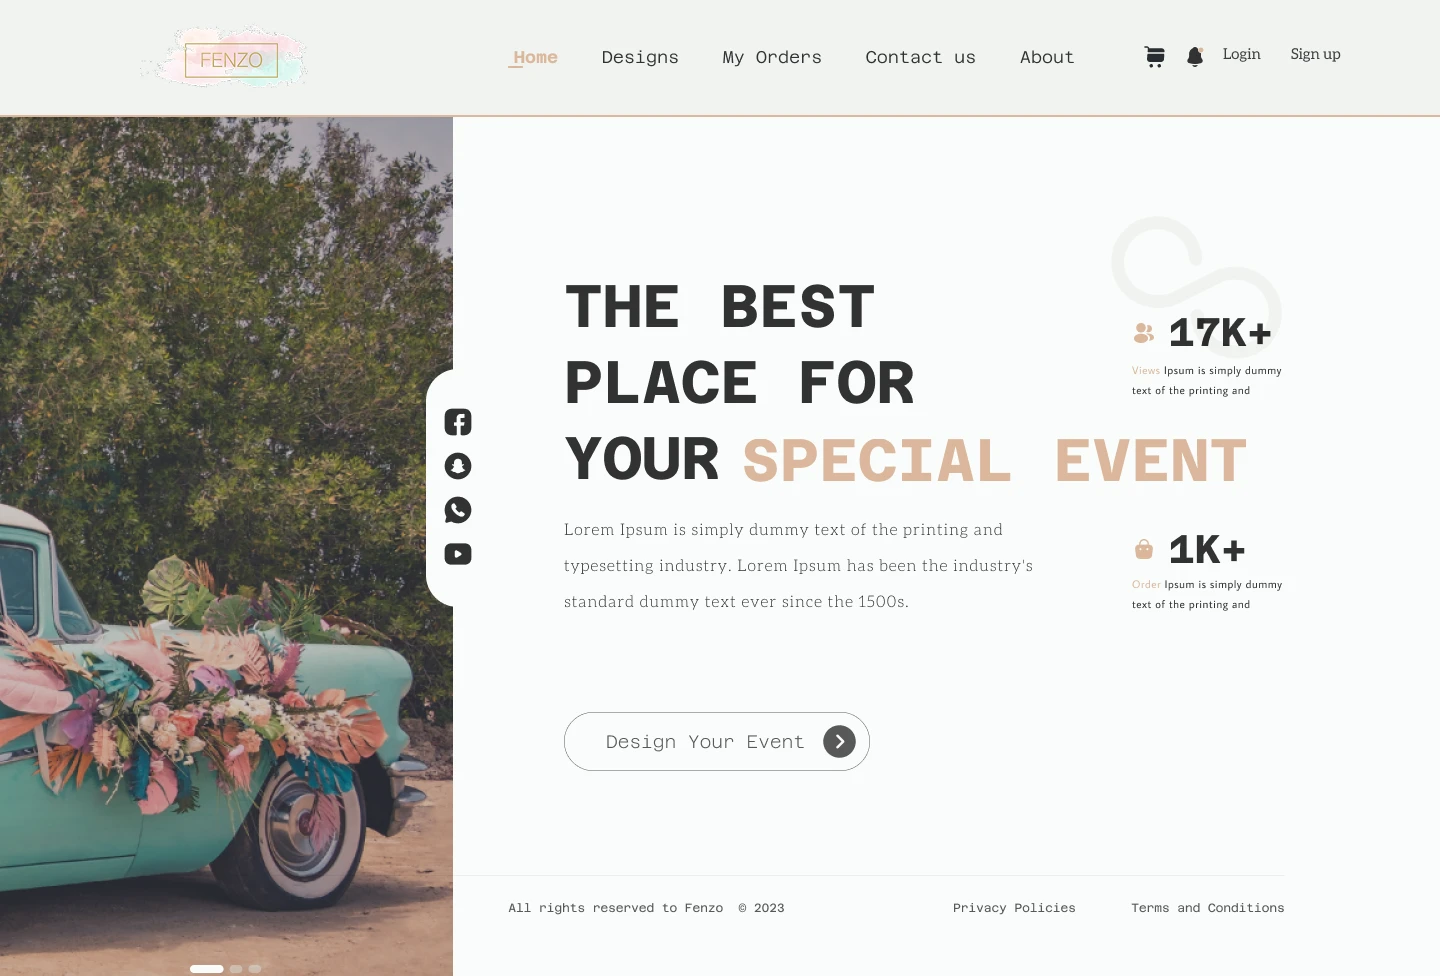 FENZO
Home
Designs
My Orders
Contact us
About
Login
Sign up
THE BEST
PLACE FOR
YOUR SPECIAL EVENT
Lorem Ipsum is simply dummy text of the printing and
typesetting industry. Lorem Ipsum has been the industry's
standard dummy text ever since the 1500s.
17K+
Views Ipsum is simply dummy
text of the printing and
1K+
Order Ipsum is simply dummy
text of the printing and
Design Your Event
All rights reserved to Fenzo © 2023
Privacy Policies
Terms and Conditions